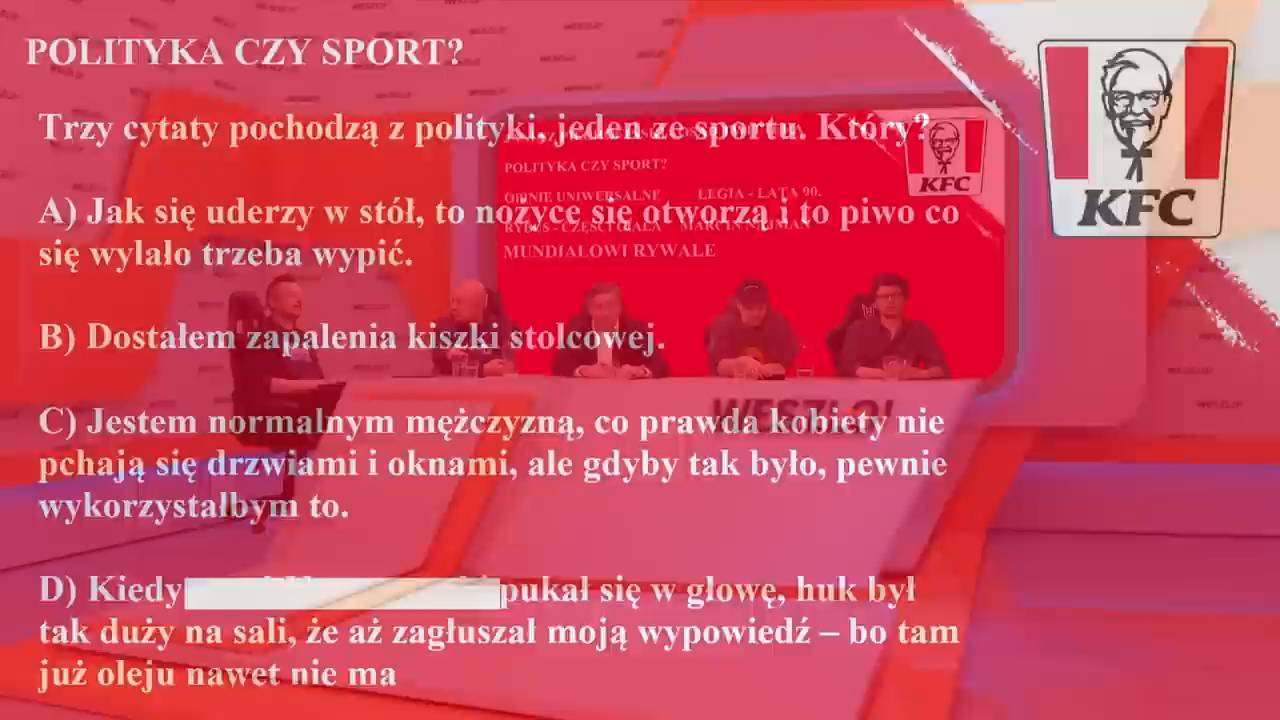 POLITYKA CZY SPORT?
Trzy cytaty pochodzą z polityki, jeden ze sportu. Który?
KFC
KFC
POLITYKA CZY SPORT?
OGNIE UNIWERSALNE LEGIA - LATA 90.
A) Jak się uderzy w stół, to nożyce się otworzą i to piwo co
się wylało trzeba wypić.
MUNDIALOWI RYWALE
B) Dostałem zapalenia kiszki stolcowej.
WESZŁO!
C) Jestem normalnym mężczyzną, co prawda kobiety nie
pchają się drzwiami i oknami, ale gdyby tak było, pewnie
wykorzystałbym to.
D) Kiedy pukał się w głowę, huk był
tak duży na sali, że aż zagłuszał moją wypowiedź – bo tam
już oleju nawet nie ma